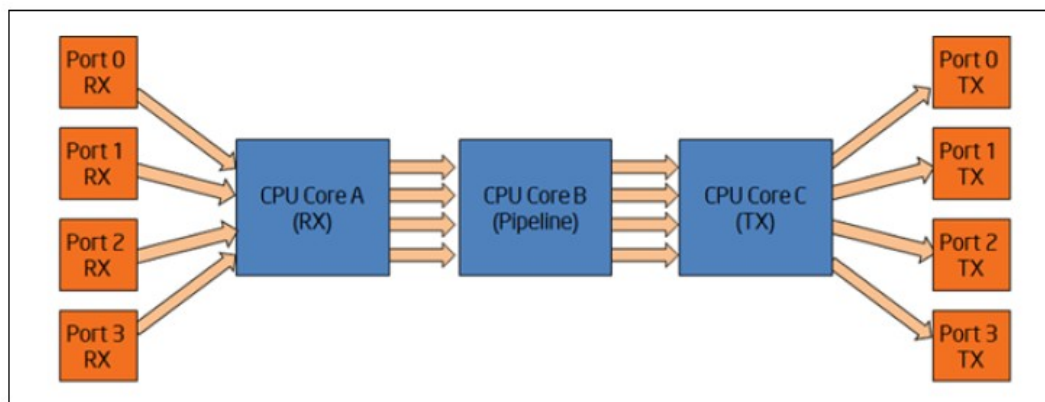 Port 0
RX
Port 1
RX
Port 2
RX
Port 3
RX
CPU Core A
(RX)
CPU Core B
(Pipeline)
CPU Core C
(TX)
Port 0
TX
Port 1
TX
Port 2
TX
Port 3
TX